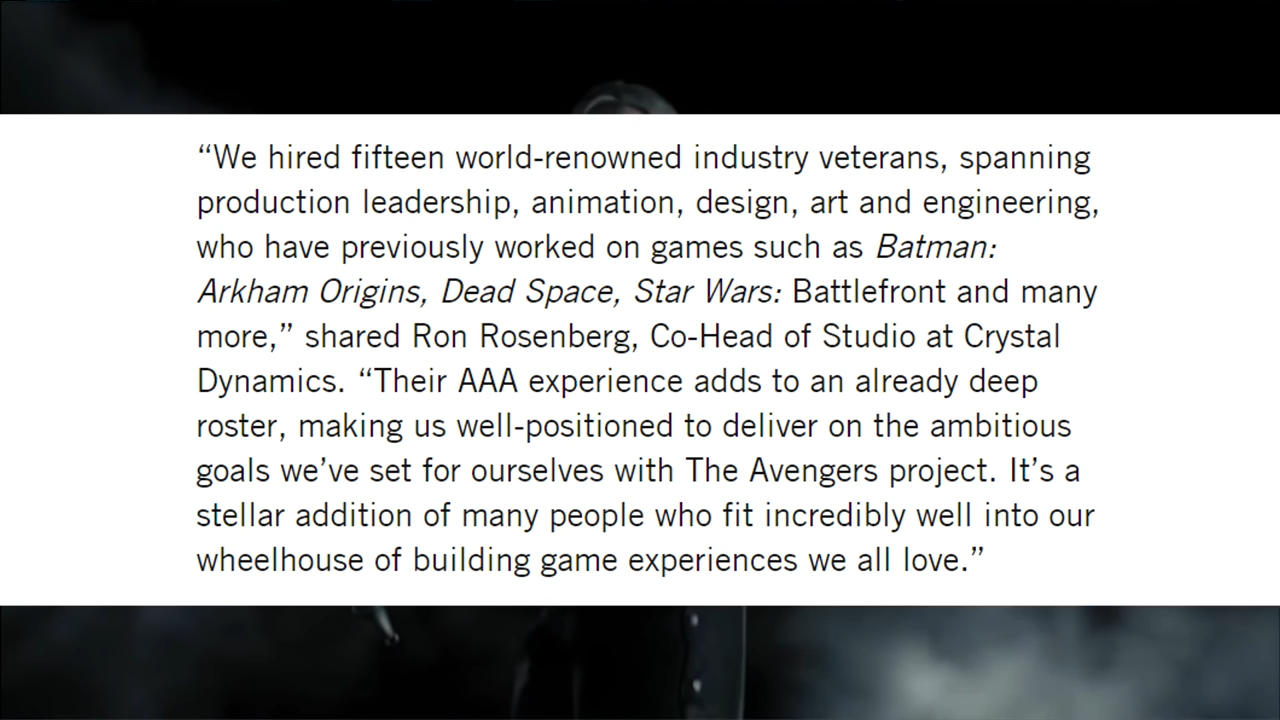 “We hired fifteen world-renowned industry veterans, spanning
production leadership, animation, design, art and engineering,
who have previously worked on games such as Batman:
Arkham Origins, Dead Space, Star Wars: Battlefront and many
more,” shared Ron Rosenberg, Co-Head of Studio at Crystal
Dynamics. “Their AAA experience adds to an already deep
roster, making us well-positioned to deliver on the ambitious
goals we’ve set for ourselves with The Avengers project. It’s a
stellar addition of many people who fit incredibly well into our
wheelhouse of building game experiences we all love.”